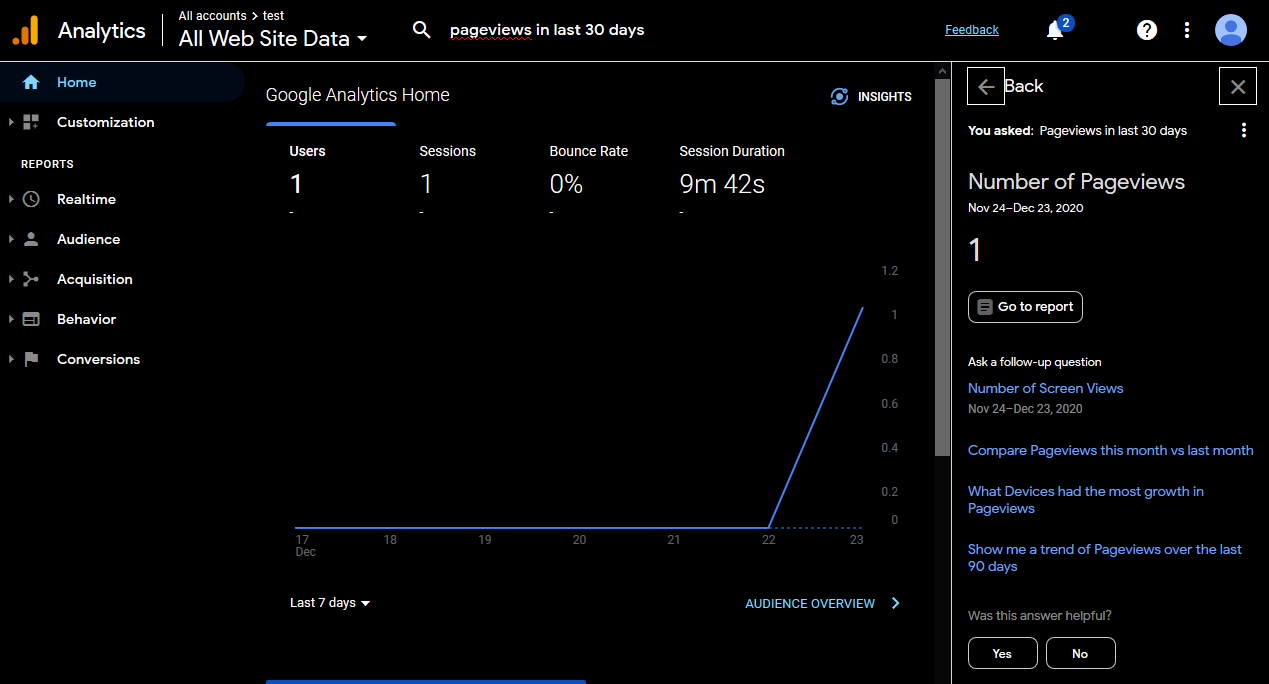 Analytics
All accounts > test
All Web Site Data
pageviews in last 30 days
Feedback
2
Home
Customization
REPORTS
Realtime
Audience
Acquisition
Behavior
Conversions
Google Analytics Home
INSIGHTS
Users
1
-
Sessions
1
-
Bounce Rate
0%
-
Session Duration
9m 42s
-
1.2
1
0.8
0.6
0.4
0.2
0
17 18 19 20 21 22 23
Dec
Last 7 days
AUDIENCE OVERVIEW
Back
You asked: Pageviews in last 30 days
Number of Pageviews
Nov 24–Dec 23, 2020
1
Go to report
Ask a follow-up question
Number of Screen Views
Nov 24–Dec 23, 2020
Compare Pageviews this month vs last month
What Devices had the most growth in
Pageviews
Show me a trend of Pageviews over the last
90 days
Was this answer helpful?
Yes No